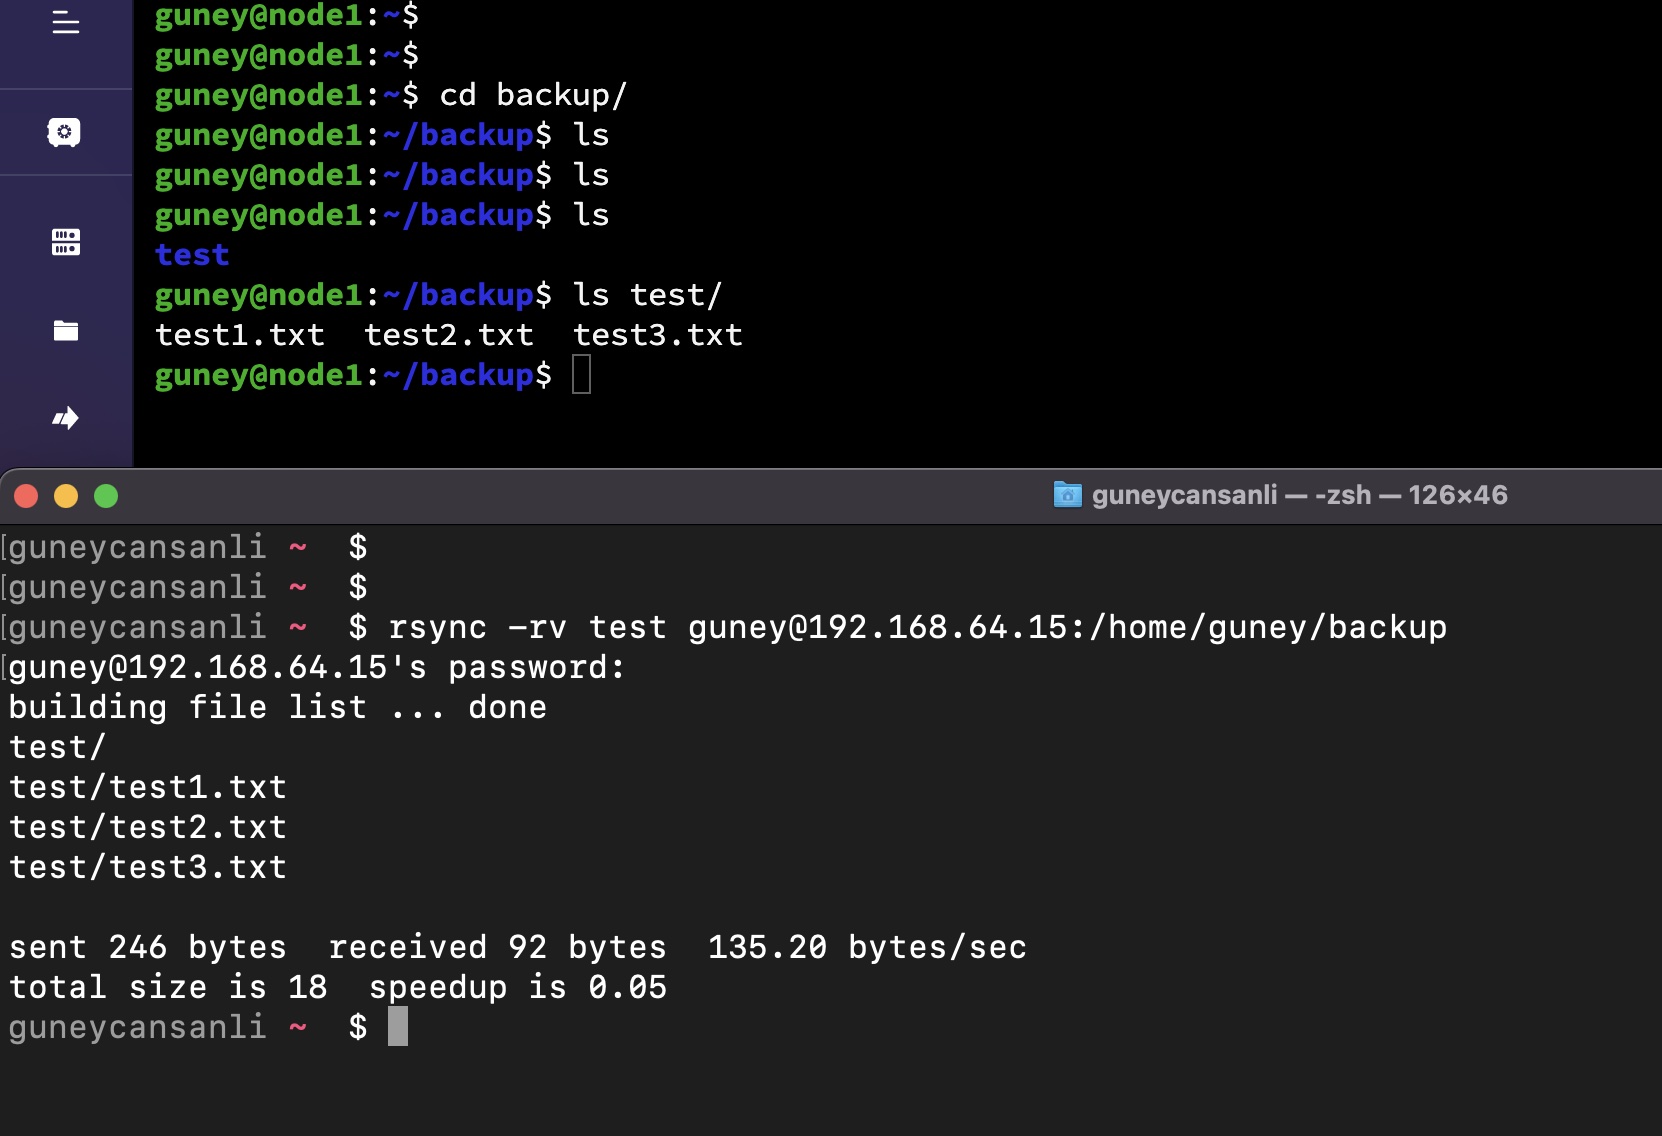 guney@node1:~$
guney@node1:~$
guney@node1:~$ cd backup/
guney@node1:~/backup$ ls
guney@node1:~/backup$ ls
guney@node1:~/backup$ ls
test
guney@node1:~/backup$ ls test/
test1.txt  test2.txt  test3.txt
guney@node1:~/backup$
guneycansanli — -zsh — 126×46
[guneycansanli ~  $
[guneycansanli ~  $
[guneycansanli ~  $ rsync -rv test guney@192.168.64.15:/home/guney/backup
[guney@192.168.64.15's password:
building file list ... done
test/
test/test1.txt
test/test2.txt
test/test3.txt
sent 246 bytes  received 92 bytes  135.20 bytes/sec
total size is 18  speedup is 0.05
guneycansanli ~  $